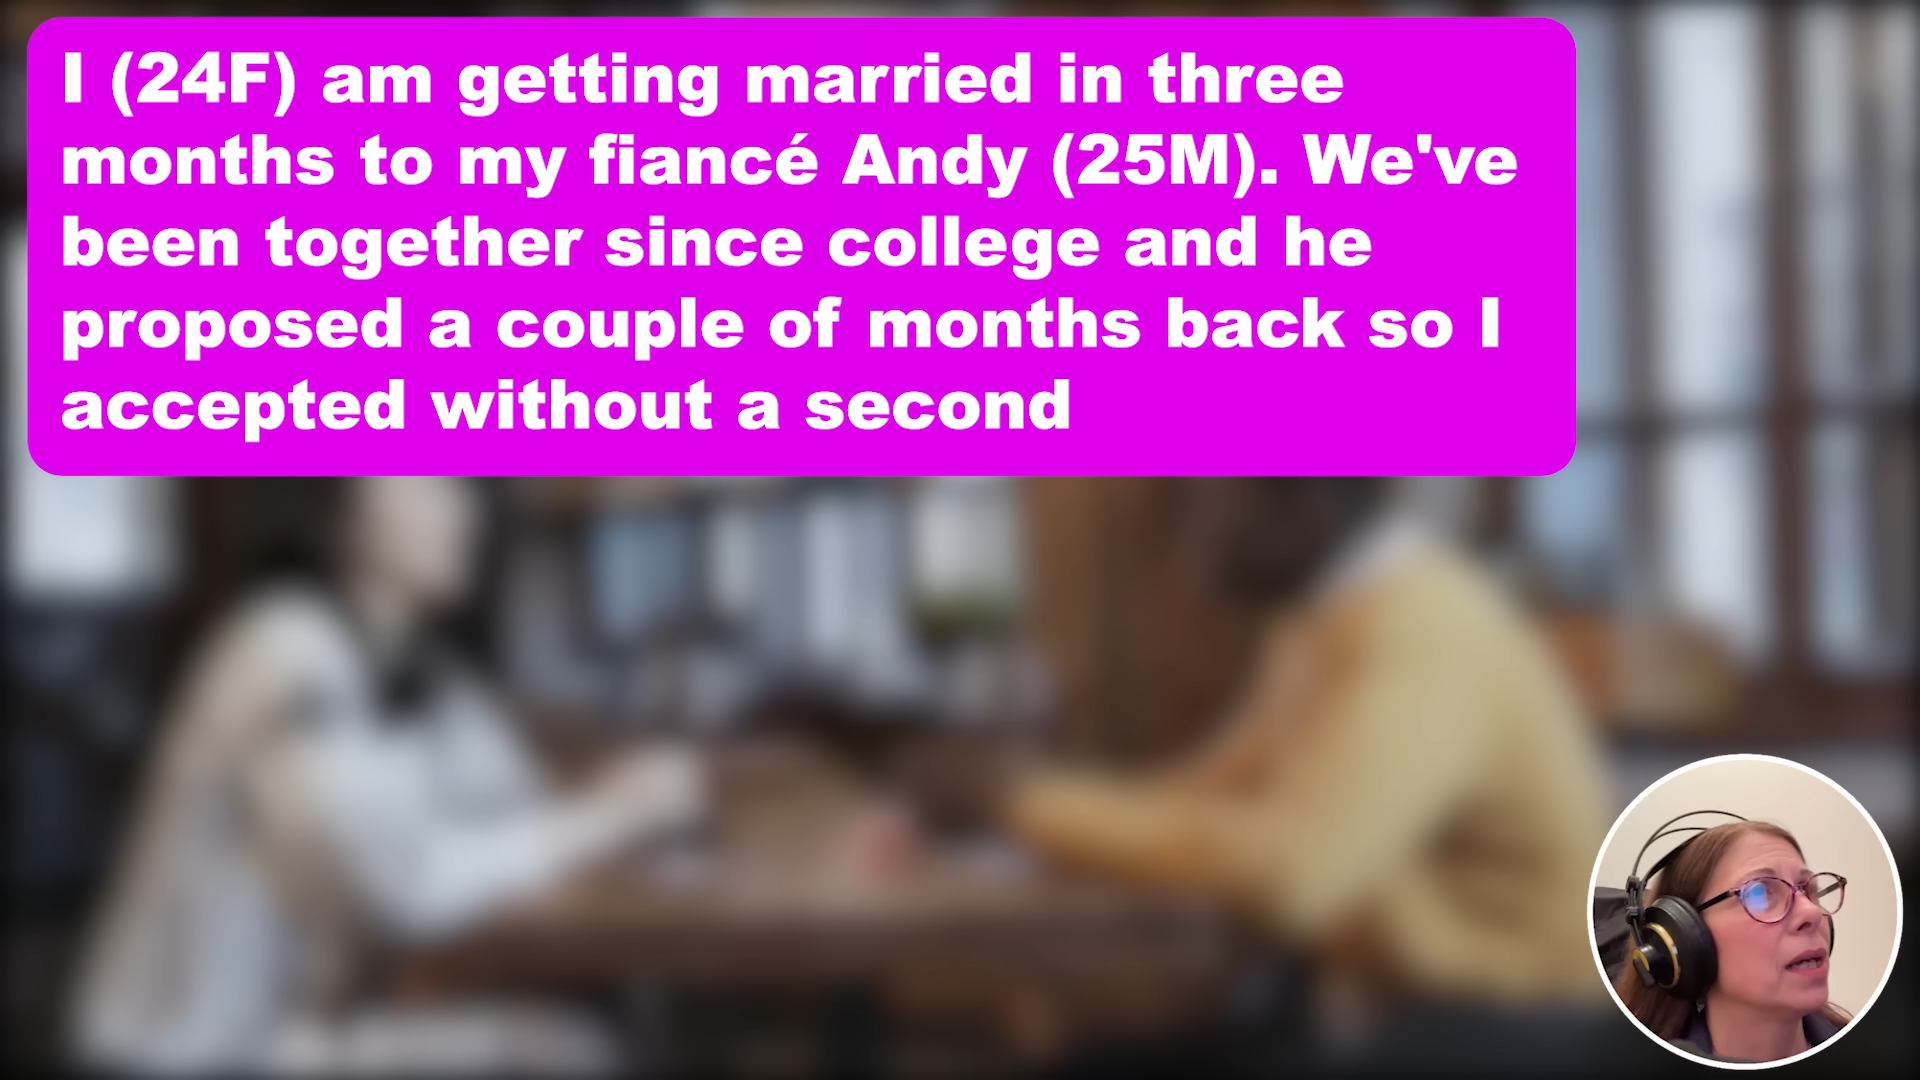 I (24F) am getting married in three
months to my fiancé Andy (25M). We've
been together since college and he
proposed a couple of months back so I
accepted without a second